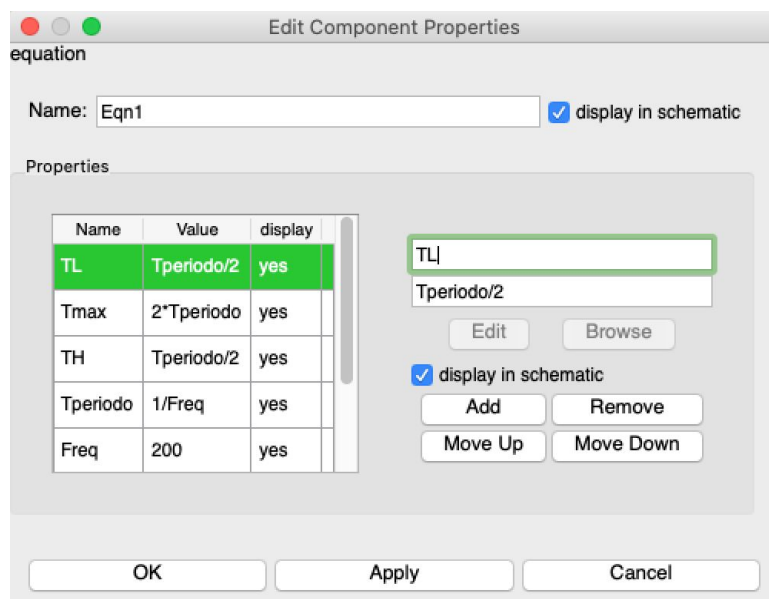 Edit Component Properties
equation
Name: Eqn1 display in schematic
Properties
Name Value display
TL Tperiodo/2 yes
Tmax 2*Tperiodo yes
TH Tperiodo/2 yes
Tperiodo 1/Freq yes
Freq 200 yes
TL
Tperiodo/2
Edit Browse
display in schematic
Add Remove
Move Up Move Down
OK Apply Cancel